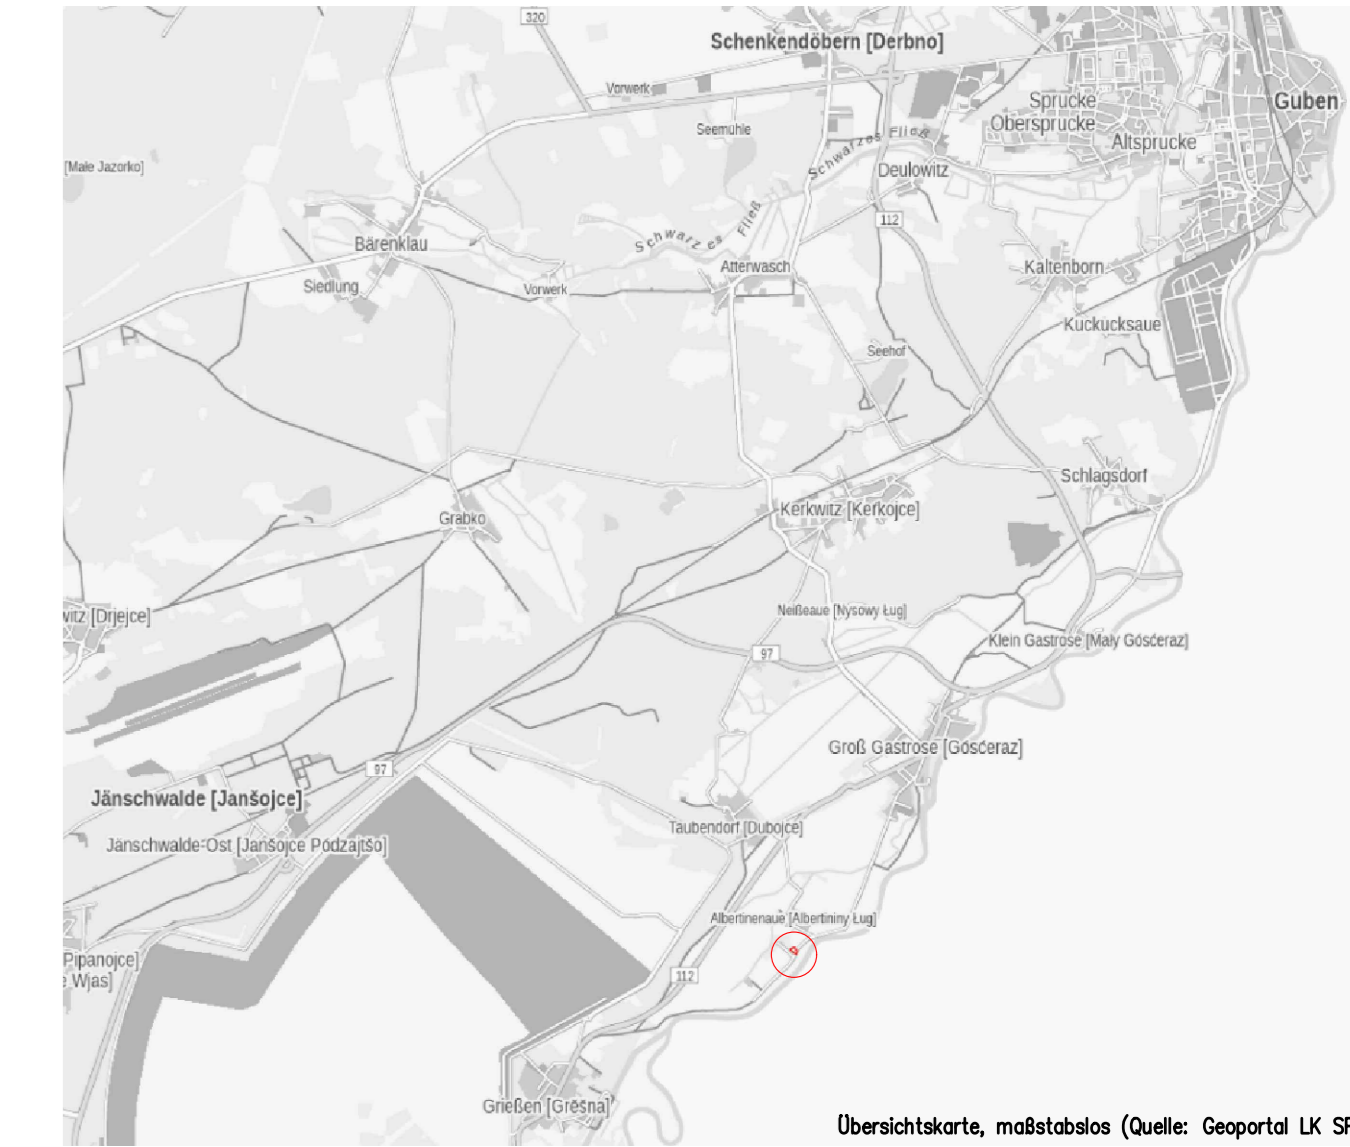 320
Schenkendöbern [Derbno]
Vorwerk
Sprucke
Guben
Obersprucke
Seemühle
Schwarzes Fließ
Altsprucke
[Małe Jazorko]
Deulowitz
112
Schwarzes Fließ
Bärenklau
Atterwasch
Kaltenborn
Siedlung
Vorwerk
Kuckucksaue
Seehof
Schlagsdorf
Kerkwitz [Kerkojce]
Grabko
Neißeaue [Nysowy Ług]
witz [Drjejce]
Klein Gastrose [Mały Gósćeraz]
97
Groß Gastrose [Gósćeraz]
97
Jänschwalde [Janšojce]
Taubendorf [Dubojce]
Jänschwalde-Ost [Janšojce Pódzajtšo]
Albertinenaue [Albertininy Ług]
Pipanojce]
112
Wjas]
Grießen [Grěšna]
Übersichtskarte, maßstabslos (Quelle: Geoportal LK SP